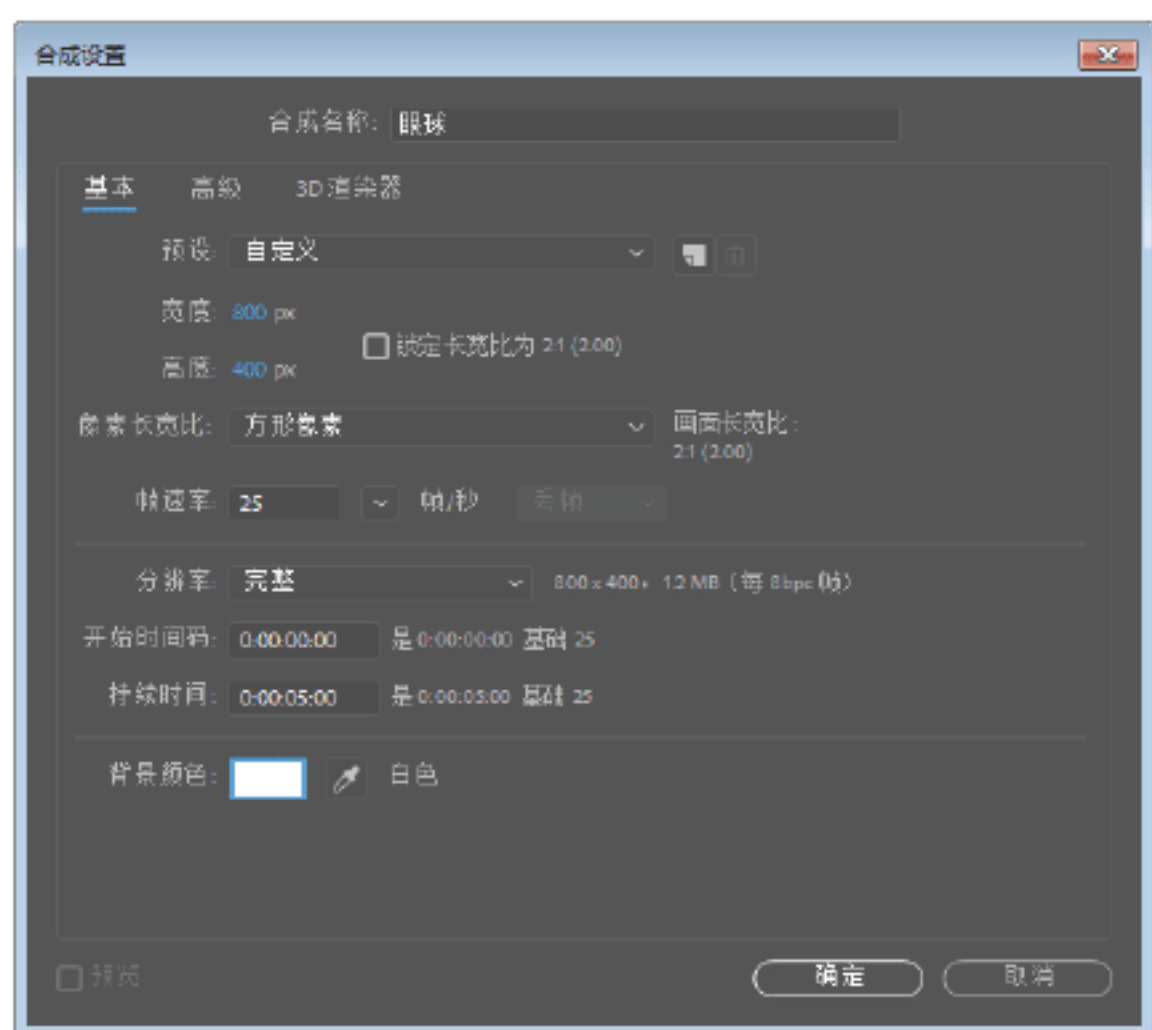 合成设置
合成名称: 眼球
基本 高级 3D 渲染器
预设: 自定义
宽度: 800 px
锁定长宽比为 2:1 (2.00)
高度: 400 px
像素长宽比: 方形像素 画面长宽比:
2:1 (2.00)
帧速率: 25 帧/秒 丢帧
分辨率: 完整 800 x 400, 1.2 MB (每 8bpc 帧)
开始时间码: 0:00:00:00 是 0:00:00:00 基础 25
持续时间: 0:00:05:00 是 0:00:05:00 基础 25
背景颜色: 白色
预览 确定 取消